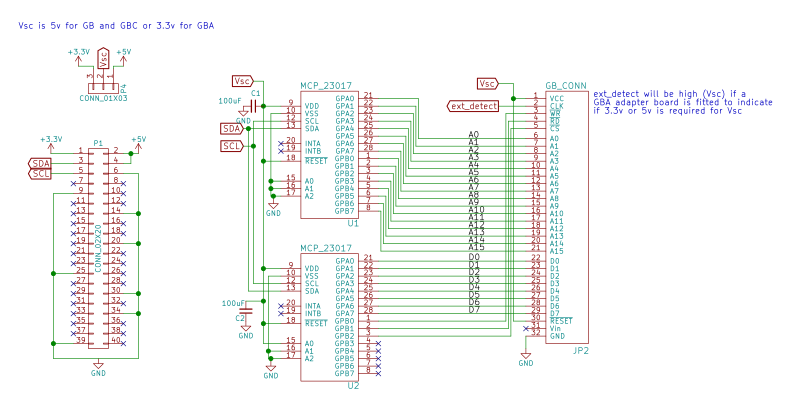 Vsc is 5v for GB and GBC or 3.3v for GBA
+3.3V
Vsc
+5V
3
2
1
P4
CONN_01X03
+3.3V
P1
+5V
SDA
SCL
1
3
5
7
9
11
13
15
17
19
21
23
25
27
29
31
33
35
37
39
CONN_02X20
2
4
6
8
10
12
14
16
18
20
22
24
26
28
30
32
34
36
38
40
GND
Vsc
C1
100uF
GND
SDA
SCL
MCP_23017
9 VDD
10 VSS
12 SCL
13 SDA
20 INTA
19 INTB
18 RESET
15 A0
16 A1
17 A2
GPA0 21
GPA1 22
GPA2 23
GPA3 24
GPA4 25
GPA5 26
GPA6 27
GPA7 28
GPB0 1
GPB1 2
GPB2 3
GPB3 4
GPB4 5
GPB5 6
GPB6 7
GPB7 8
U1
GND
MCP_23017
9 VDD
10 VSS
12 SCL
13 SDA
20 INTA
19 INTB
18 RESET
15 A0
16 A1
17 A2
GPA0 21
GPA1 22
GPA2 23
GPA3 24
GPA4 25
GPA5 26
GPA6 27
GPA7 28
GPB0 1
GPB1 2
GPB2 3
GPB3 4
GPB4 5
GPB5 6
GPB6 7
GPB7 8
U2
100uF
C2
GND
GND
Vsc
ext_detect
A0
A1
A2
A3
A4
A5
A6
A7
A8
A9
A10
A11
A12
A13
A14
A15
D0
D1
D2
D3
D4
D5
D6
D7
GB_CONN
1 VCC
2 CLK
3 WR
4 RD
5 CS
6 A0
7 A1
8 A2
9 A3
10 A4
11 A5
12 A6
13 A7
14 A8
15 A9
16 A10
17 A11
18 A12
19 A13
20 A14
21 A15
22 D0
23 D1
24 D2
25 D3
26 D4
27 D5
28 D6
29 D7
30 RESET
31 Vin
32 GND
JP2
GND
ext_detect will be high (Vsc) if a
GBA adapter board is fitted to indicate
if 3.3v or 5v is required for Vsc